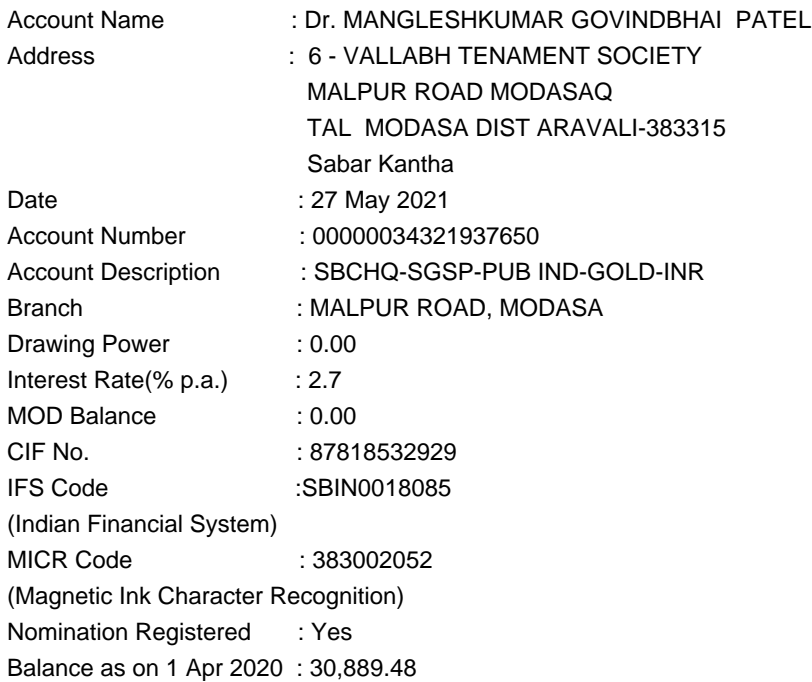 Account Name : Dr. MANGLESHKUMAR GOVINDBHAI PATEL
Address : 6 - VALLABH TENAMENT SOCIETY
MALPUR ROAD MODASAQ
TAL MODASA DIST ARAVALI-383315
Sabar Kantha
Date : 27 May 2021
Account Number : 00000034321937650
Account Description : SBCHQ-SGSP-PUB IND-GOLD-INR
Branch : MALPUR ROAD, MODASA
Drawing Power : 0.00
Interest Rate(% p.a.) : 2.7
MOD Balance : 0.00
CIF No. : 87818532929
IFS Code :SBIN0018085
(Indian Financial System)
MICR Code : 383002052
(Magnetic Ink Character Recognition)
Nomination Registered : Yes
Balance as on 1 Apr 2020 : 30,889.48